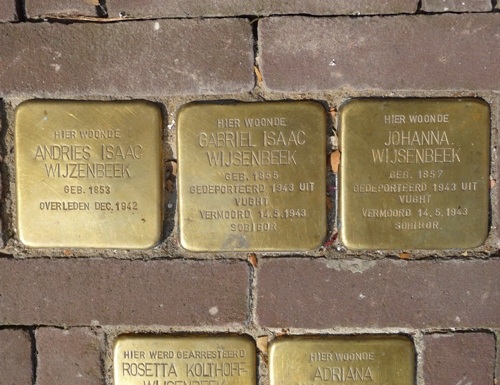 HIER WOONDE
ANDRIES ISAAC
WIJZENBEEK
GEB. 1853
OVERLEDEN DEC. 1942
HIER WOONDE
GABRIEL ISAAC
WIJSENBEEK
GEB. 1855
GEDEPORTEERD 1943 UIT
VUGHT
VERMOORD 14.5.1943
SOBIBOR
HIER WOONDE
JOHANNA
WIJSENBEEK
GEB. 1857
GEDEPORTEERD 1943 UIT
VUGHT
VERMOORD 14.5.1943
SOBIBOR
HIER WERD GEARRESTEERD
ROSETTA KOLTHOFF-
WIJSENBEEK
HIER WOONDE
ADRIANA